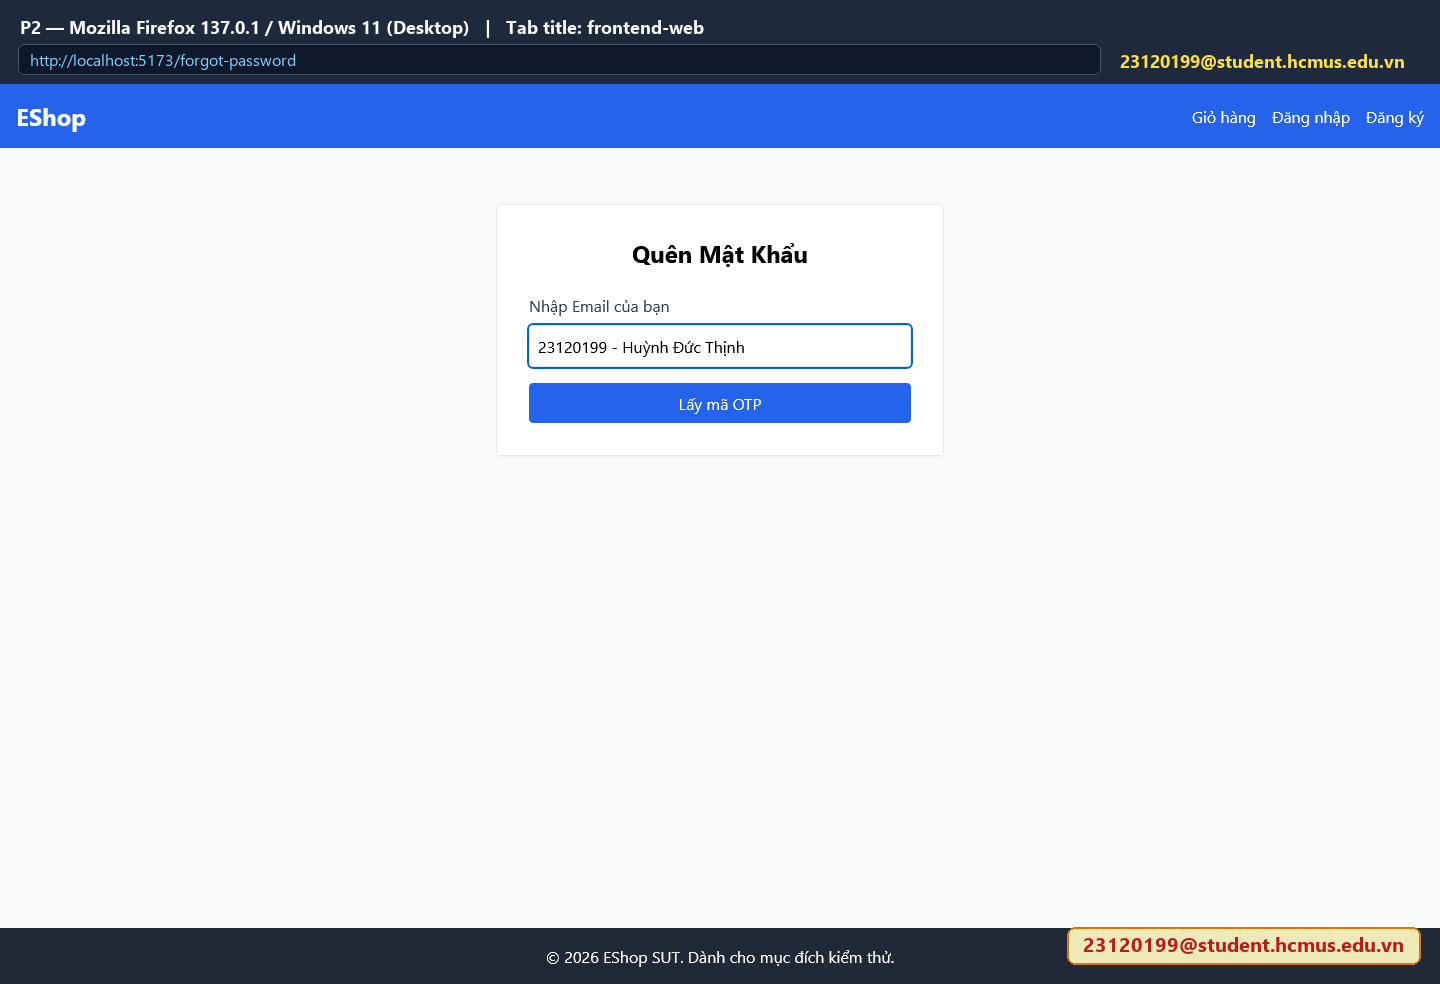 P2 — Mozilla Firefox 137.0.1 / Windows 11 (Desktop) | Tab title: frontend-web
http://localhost:5173/forgot-password
23120199@student.hcmus.edu.vn
EShop
Giỏ hàng Đăng nhập Đăng ký
Quên Mật Khẩu
Nhập Email của bạn
23120199 - Huỳnh Đức Thịnh
Lấy mã OTP
© 2026 EShop SUT. Dành cho mục đích kiểm thử.
23120199@student.hcmus.edu.vn